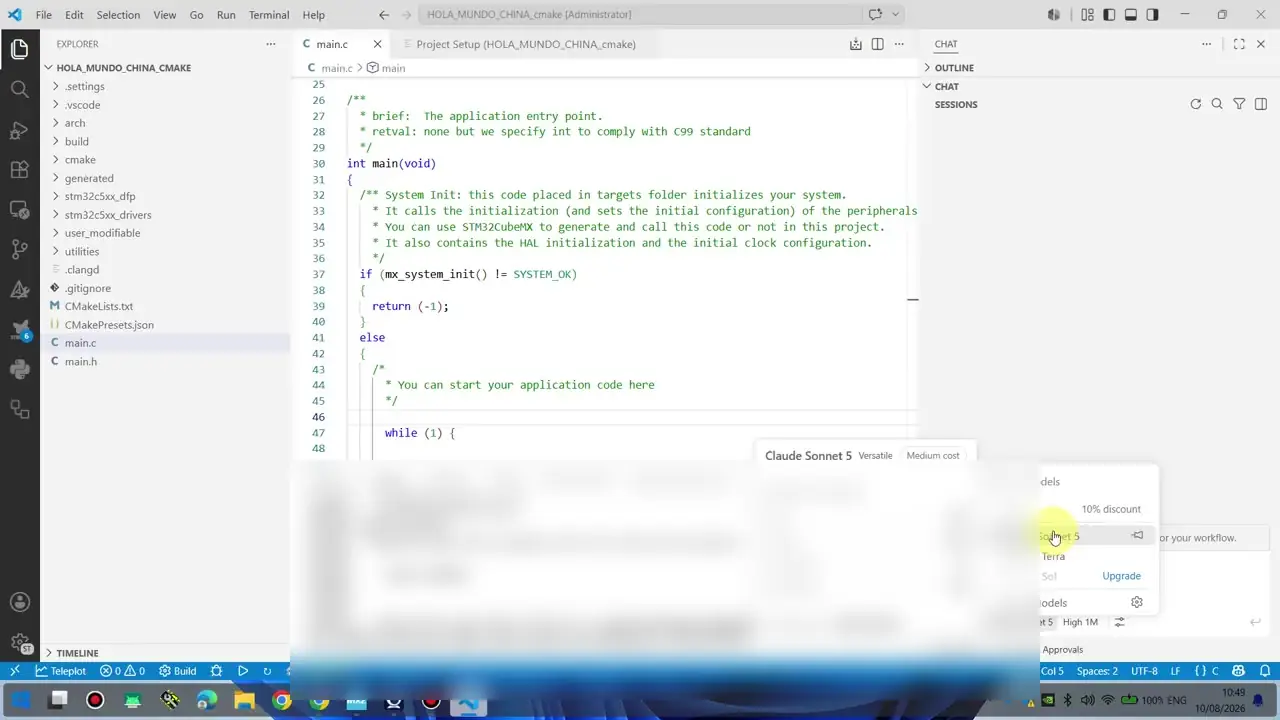 File Edit Selection View Go Run Terminal Help
HOLA_MUNDO_CHINA_cmake [Administrator]
EXPLORER
HOLA_MUNDO_CHINA_CMAKE
.settings
.vscode
arch
build
cmake
generated
stm32c5xx_dfp
stm32c5xx_drivers
user_modifiable
utilities
.clangd
.gitignore
CMakeLists.txt
CMakePresets.json
main.c
main.h
TIMELINE
main.c
Project Setup (HOLA_MUNDO_CHINA_cmake)
main.c > main
25
26 /**
27 * brief: The application entry point.
28 * retval: none but we specify int to comply with C99 standard
29 */
30 int main(void)
31 {
32 /** System Init: this code placed in targets folder initializes your system.
33 * It calls the initialization (and sets the initial configuration) of the peripherals
34 * You can use STM32CubeMX to generate and call this code or not in this project.
35 * It also contains the HAL initialization and the initial clock configuration.
36 */
37 if (mx_system_init() != SYSTEM_OK)
38 {
39 return (-1);
40 }
41 else
42 {
43 /*
44 * You can start your application code here
45 */
46
47 while (1) {
48
CHAT
OUTLINE
CHAT
SESSIONS
Claude Sonnet 5 Versatile Medium cost
10% discount
5
or your workflow.
Terra
Sol Upgrade
5 High 1M
Approvals
Teleplot 0 0 Build
Col 5 Spaces: 2 UTF-8 LF { } C
6
100% ENG
10:49
10/08/2026